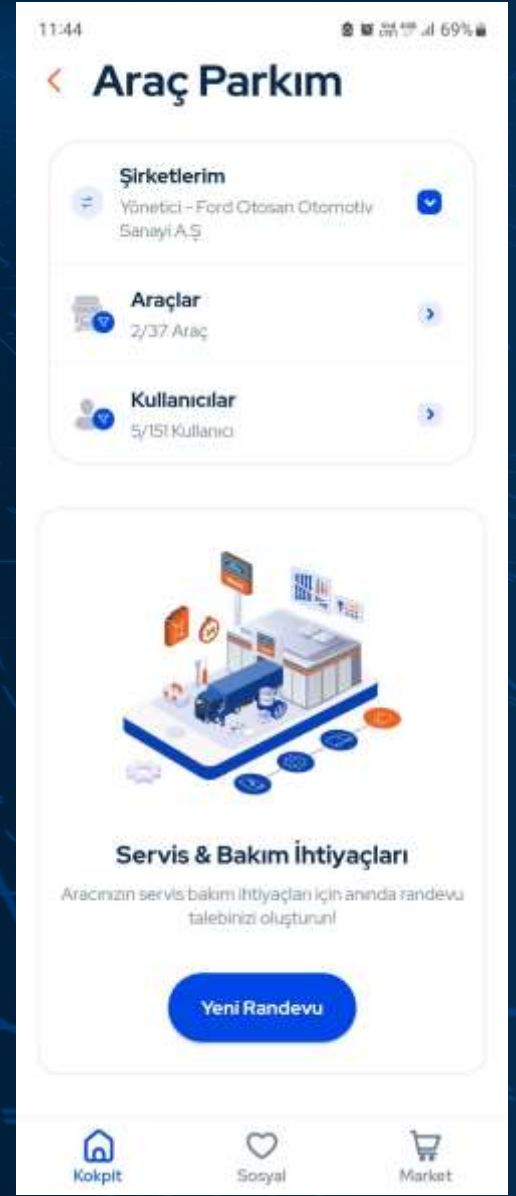 11:44
69%
Araç Parkım
Şirketlerim
Yönetici - Ford Otosan Otomotiv
Sanayi A.Ş
Araçlar
2/37 Araç
Kullanıcılar
5/151 Kullanıcı
Servis & Bakım İhtiyaçları
Aracınızın servis bakım ihtiyaçları için anında randevu
talebinizi oluşturun!
Yeni Randevu
Kokpit
Sosyal
Market